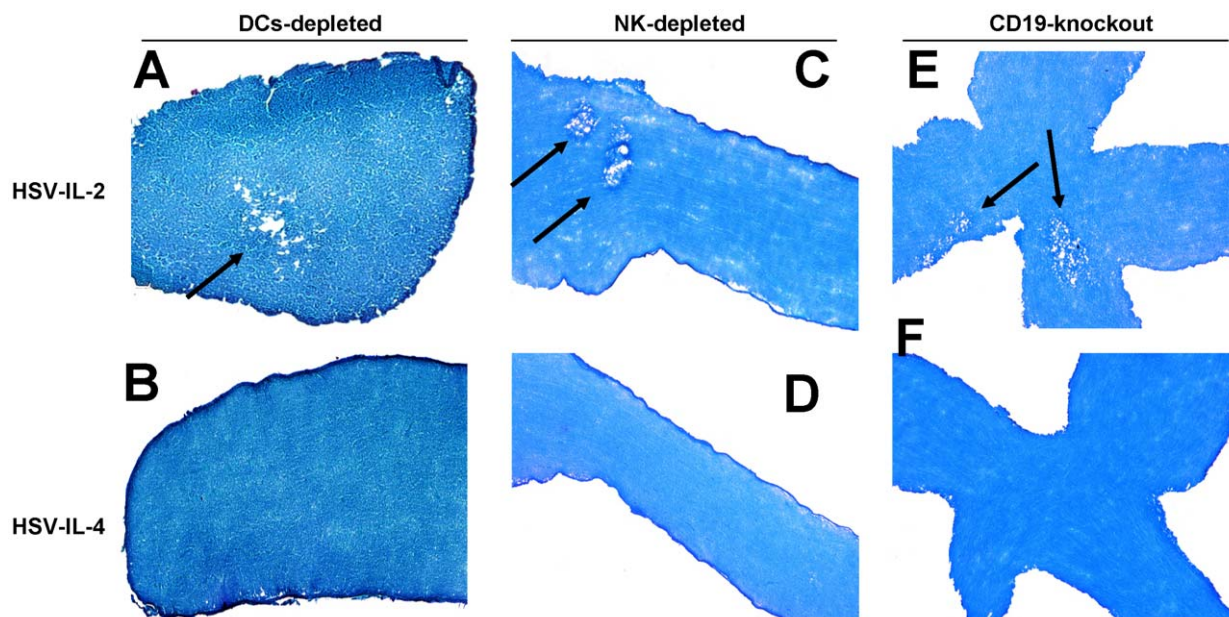 DCs-depleted NK-depleted CD19-knockout
A C E
HSV-IL-2
B D F
HSV-IL-4